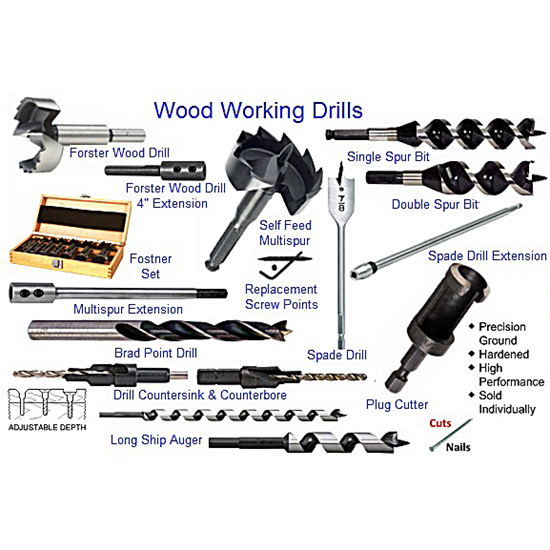 Wood Working Drills
Forster Wood Drill
Single Spur Bit
Forster Wood Drill
4" Extension
Double Spur Bit
7/8
Self Feed
Multispur
Fostner
Set
Spade Drill Extension
Replacement
Screw Points
Multispur Extension
Brad Point Drill
Spade Drill
◆ Precision
Ground
◆ Hardened
◆ High
Performance
◆ Sold
Individually
Drill Countersink & Counterbore
Plug Cutter
ADJUSTABLE DEPTH
Long Ship Auger
Cuts
Nails